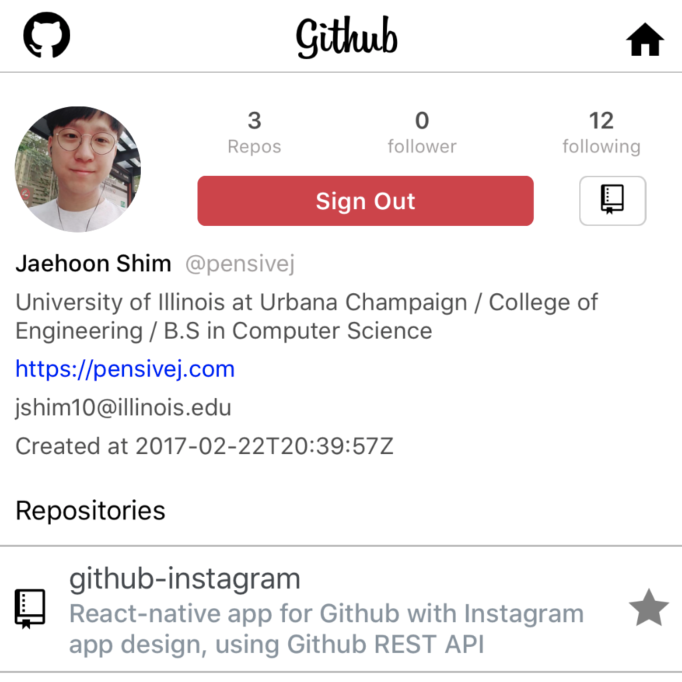 Github
3
Repos
0
follower
12
following
Sign Out
Jaehoon Shim @pensivej
University of Illinois at Urbana Champaign / College of
Engineering / B.S in Computer Science
https://pensivej.com
jshim10@illinois.edu
Created at 2017-02-22T20:39:57Z
Repositories
github-instagram
React-native app for Github with Instagram
app design, using Github REST API